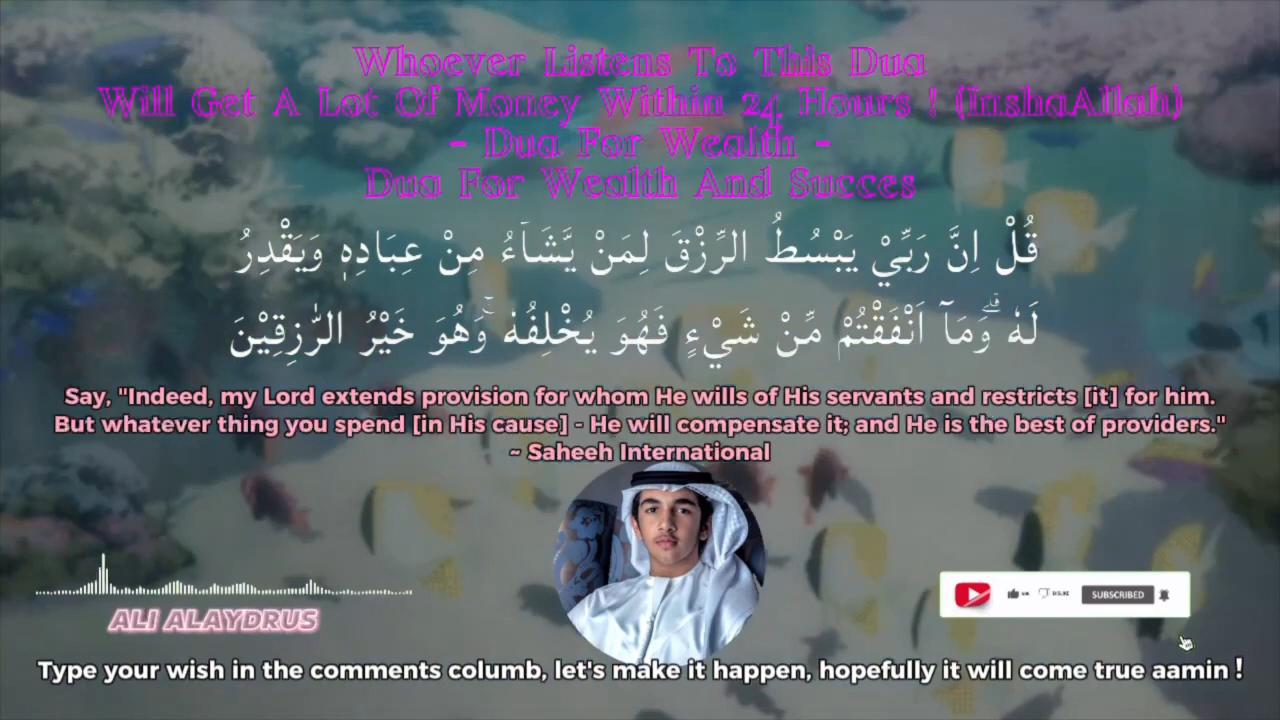 Whoever Listens To This Dua
Will Get A Lot Of Money Within 24 Hours ! (InshaAllah)
- Dua For Wealth -
Dua For Wealth And Succes
قُلْ اِنَّ رَبِّيْ يَبْسُطُ الرِّزْقَ لِمَنْ يَّشَاۤءُ مِنْ عِبَادِهٖ وَيَقْدِرُ
لَهٗ ۗوَمَآ اَنْفَقْتُمْ مِّنْ شَيْءٍ فَهُوَ يُخْلِفُهٗ ۚوَهُوَ خَيْرُ الرّٰزِقِيْنَ
Say, "Indeed, my Lord extends provision for whom He wills of His servants and restricts [it] for him.
But whatever thing you spend [in His cause] - He will compensate it; and He is the best of providers."
~ Saheeh International
SUBSCRIBED
ALI ALAYDRUS
Type your wish in the comments columb, let's make it happen, hopefully it will come true aamin !